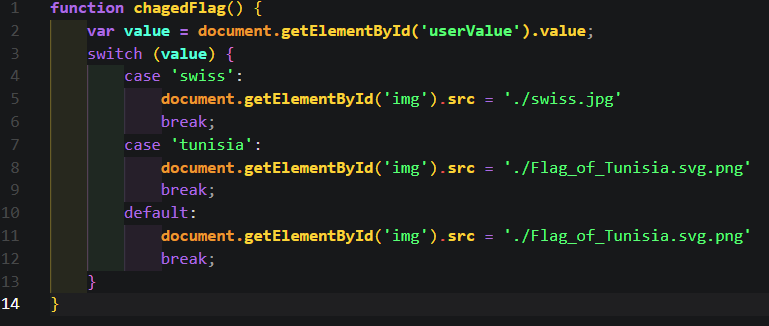 1 function chagedFlag() {
2 var value = document.getElementById('userValue').value;
3 switch (value) {
4 case 'swiss':
5 document.getElementById('img').src = './swiss.jpg'
6 break;
7 case 'tunisia':
8 document.getElementById('img').src = './Flag_of_Tunisia.svg.png'
9 break;
10 default:
11 document.getElementById('img').src = './Flag_of_Tunisia.svg.png'
12 break;
13 }
14 }